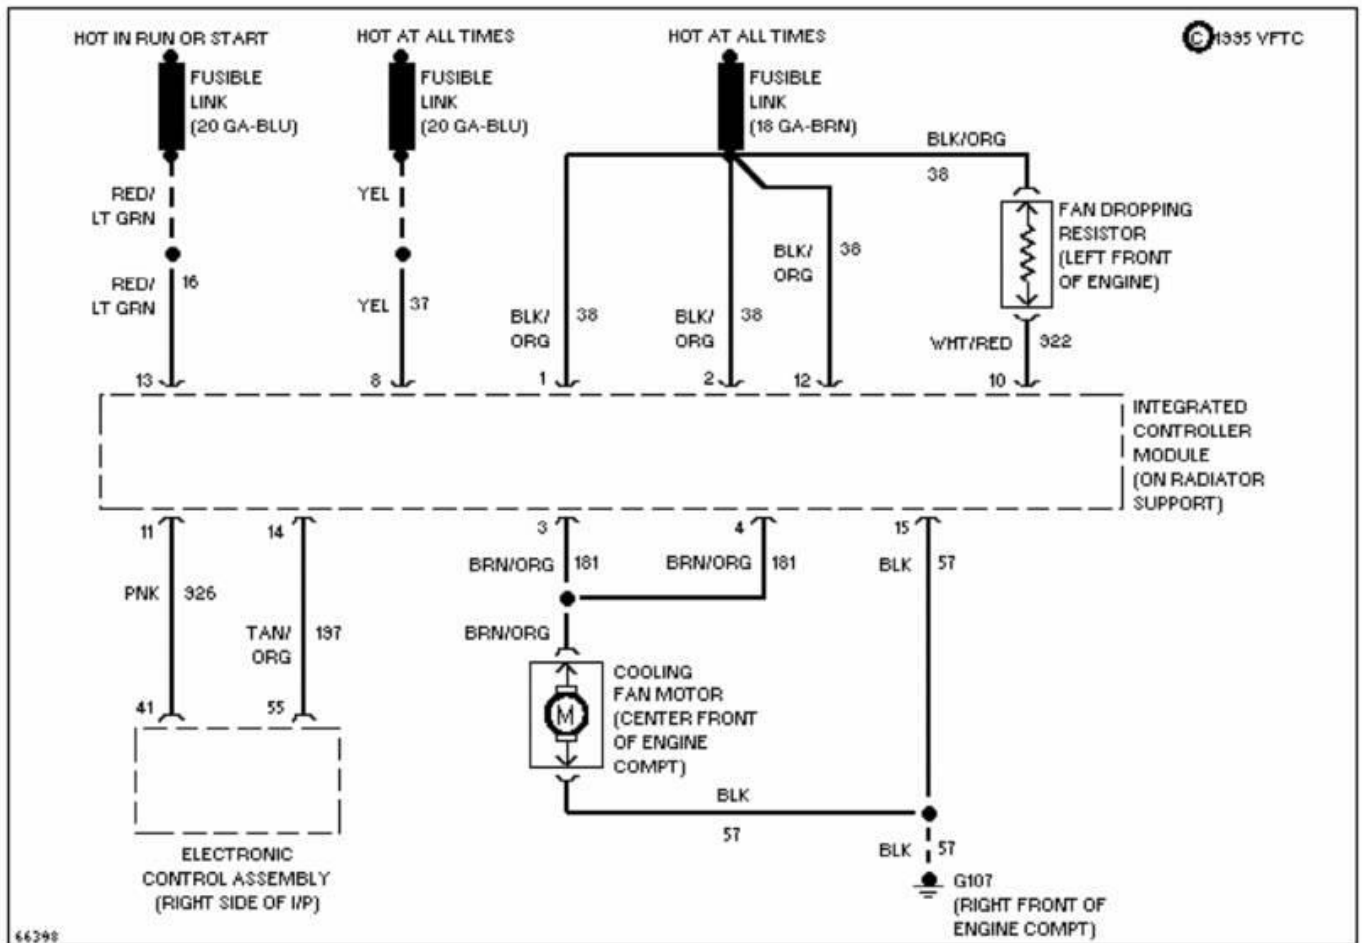 HOT IN RUN OR START
HOT AT ALL TIMES
HOT AT ALL TIMES
© 1995 VFTC
FUSIBLE
LINK
(20 GA-BLU)
FUSIBLE
LINK
(20 GA-BLU)
FUSIBLE
LINK
(18 GA-BRN)
BLK/ORG
38
RED/
LT GRN
YEL
FAN DROPPING
RESISTOR
(LEFT FRONT
OF ENGINE)
BLK/
ORG
38
RED/
LT GRN
16
YEL
37
BLK/
ORG
38
BLK/
ORG
38
WHT/RED
922
13
8
1
2
12
10
INTEGRATED
CONTROLLER
MODULE
(ON RADIATOR
SUPPORT)
11
14
3
4
15
BRN/ORG
181
BRN/ORG
181
BLK
57
PNK
926
TAN/
ORG
197
BRN/ORG
41
55
COOLING
FAN MOTOR
(CENTER FRONT
OF ENGINE
COMPT)
M
BLK
57
BLK
57
ELECTRONIC
CONTROL ASSEMBLY
(RIGHT SIDE OF I/P)
G107
(RIGHT FRONT OF
ENGINE COMPT)
66398